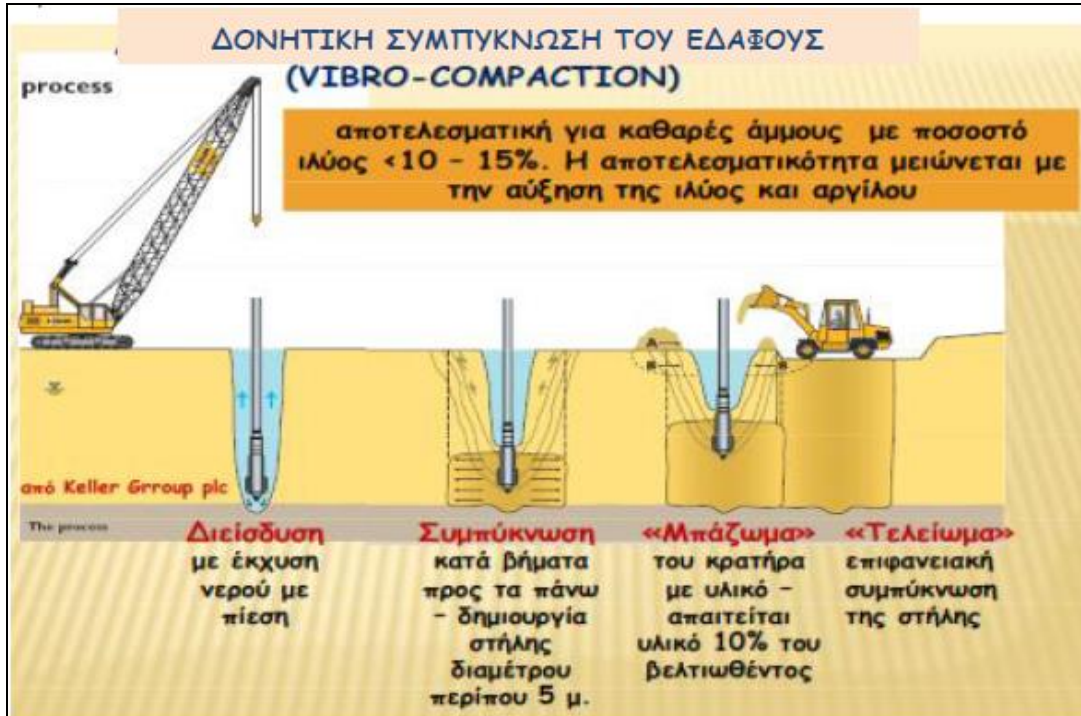 ΔΟΝΗΤΙΚΗ ΣΥΜΠΥΚΝΩΣΗ ΤΟΥ ΕΔΑΦΟΥΣ
(VIBRO-COMPACTION)
process
αποτελεσματική για καθαρές άμμους με ποσοστό
ιλύος <10 - 15%. Η αποτελεσματικότητα μειώνεται με
την αύξηση της ιλύος και αργίλου
A
B
B
από Keller Grroup plc
The process
Διείσδυση
με έκχυση
νερού με
πίεση
Συμπύκνωση
κατά βήματα
προς τα πάνω
- δημιουργία
στήλης
διαμέτρου
περίπου 5 μ.
«Μπάζωμα»
του κρατήρα
με υλικό -
απαιτείται
υλικό 10% του
βελτιωθέντος
«Τελείωμα»
επιφανειακή
συμπύκνωση
της στήλης